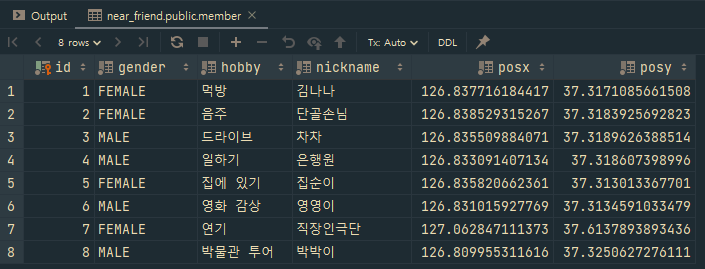 Output near_friend.public.member
8 rows Tx: Auto DDL
id gender hobby nickname posx posy
1 1 FEMALE 먹방 김나나 126.837716184417 37.3171085661508
2 2 FEMALE 음주 단골손님 126.838529315267 37.3183925692823
3 3 MALE 드라이브 차차 126.835509884071 37.3189626388514
4 4 MALE 일하기 은행원 126.833091407134 37.318607398996
5 5 FEMALE 집에 있기 집순이 126.835820662361 37.313013367701
6 6 MALE 영화 감상 영영이 126.831015927769 37.3134591033479
7 7 FEMALE 연기 직장인극단 127.062847111373 37.6137893893436
8 8 MALE 박물관 투어 박박이 126.809955311616 37.3250627276111